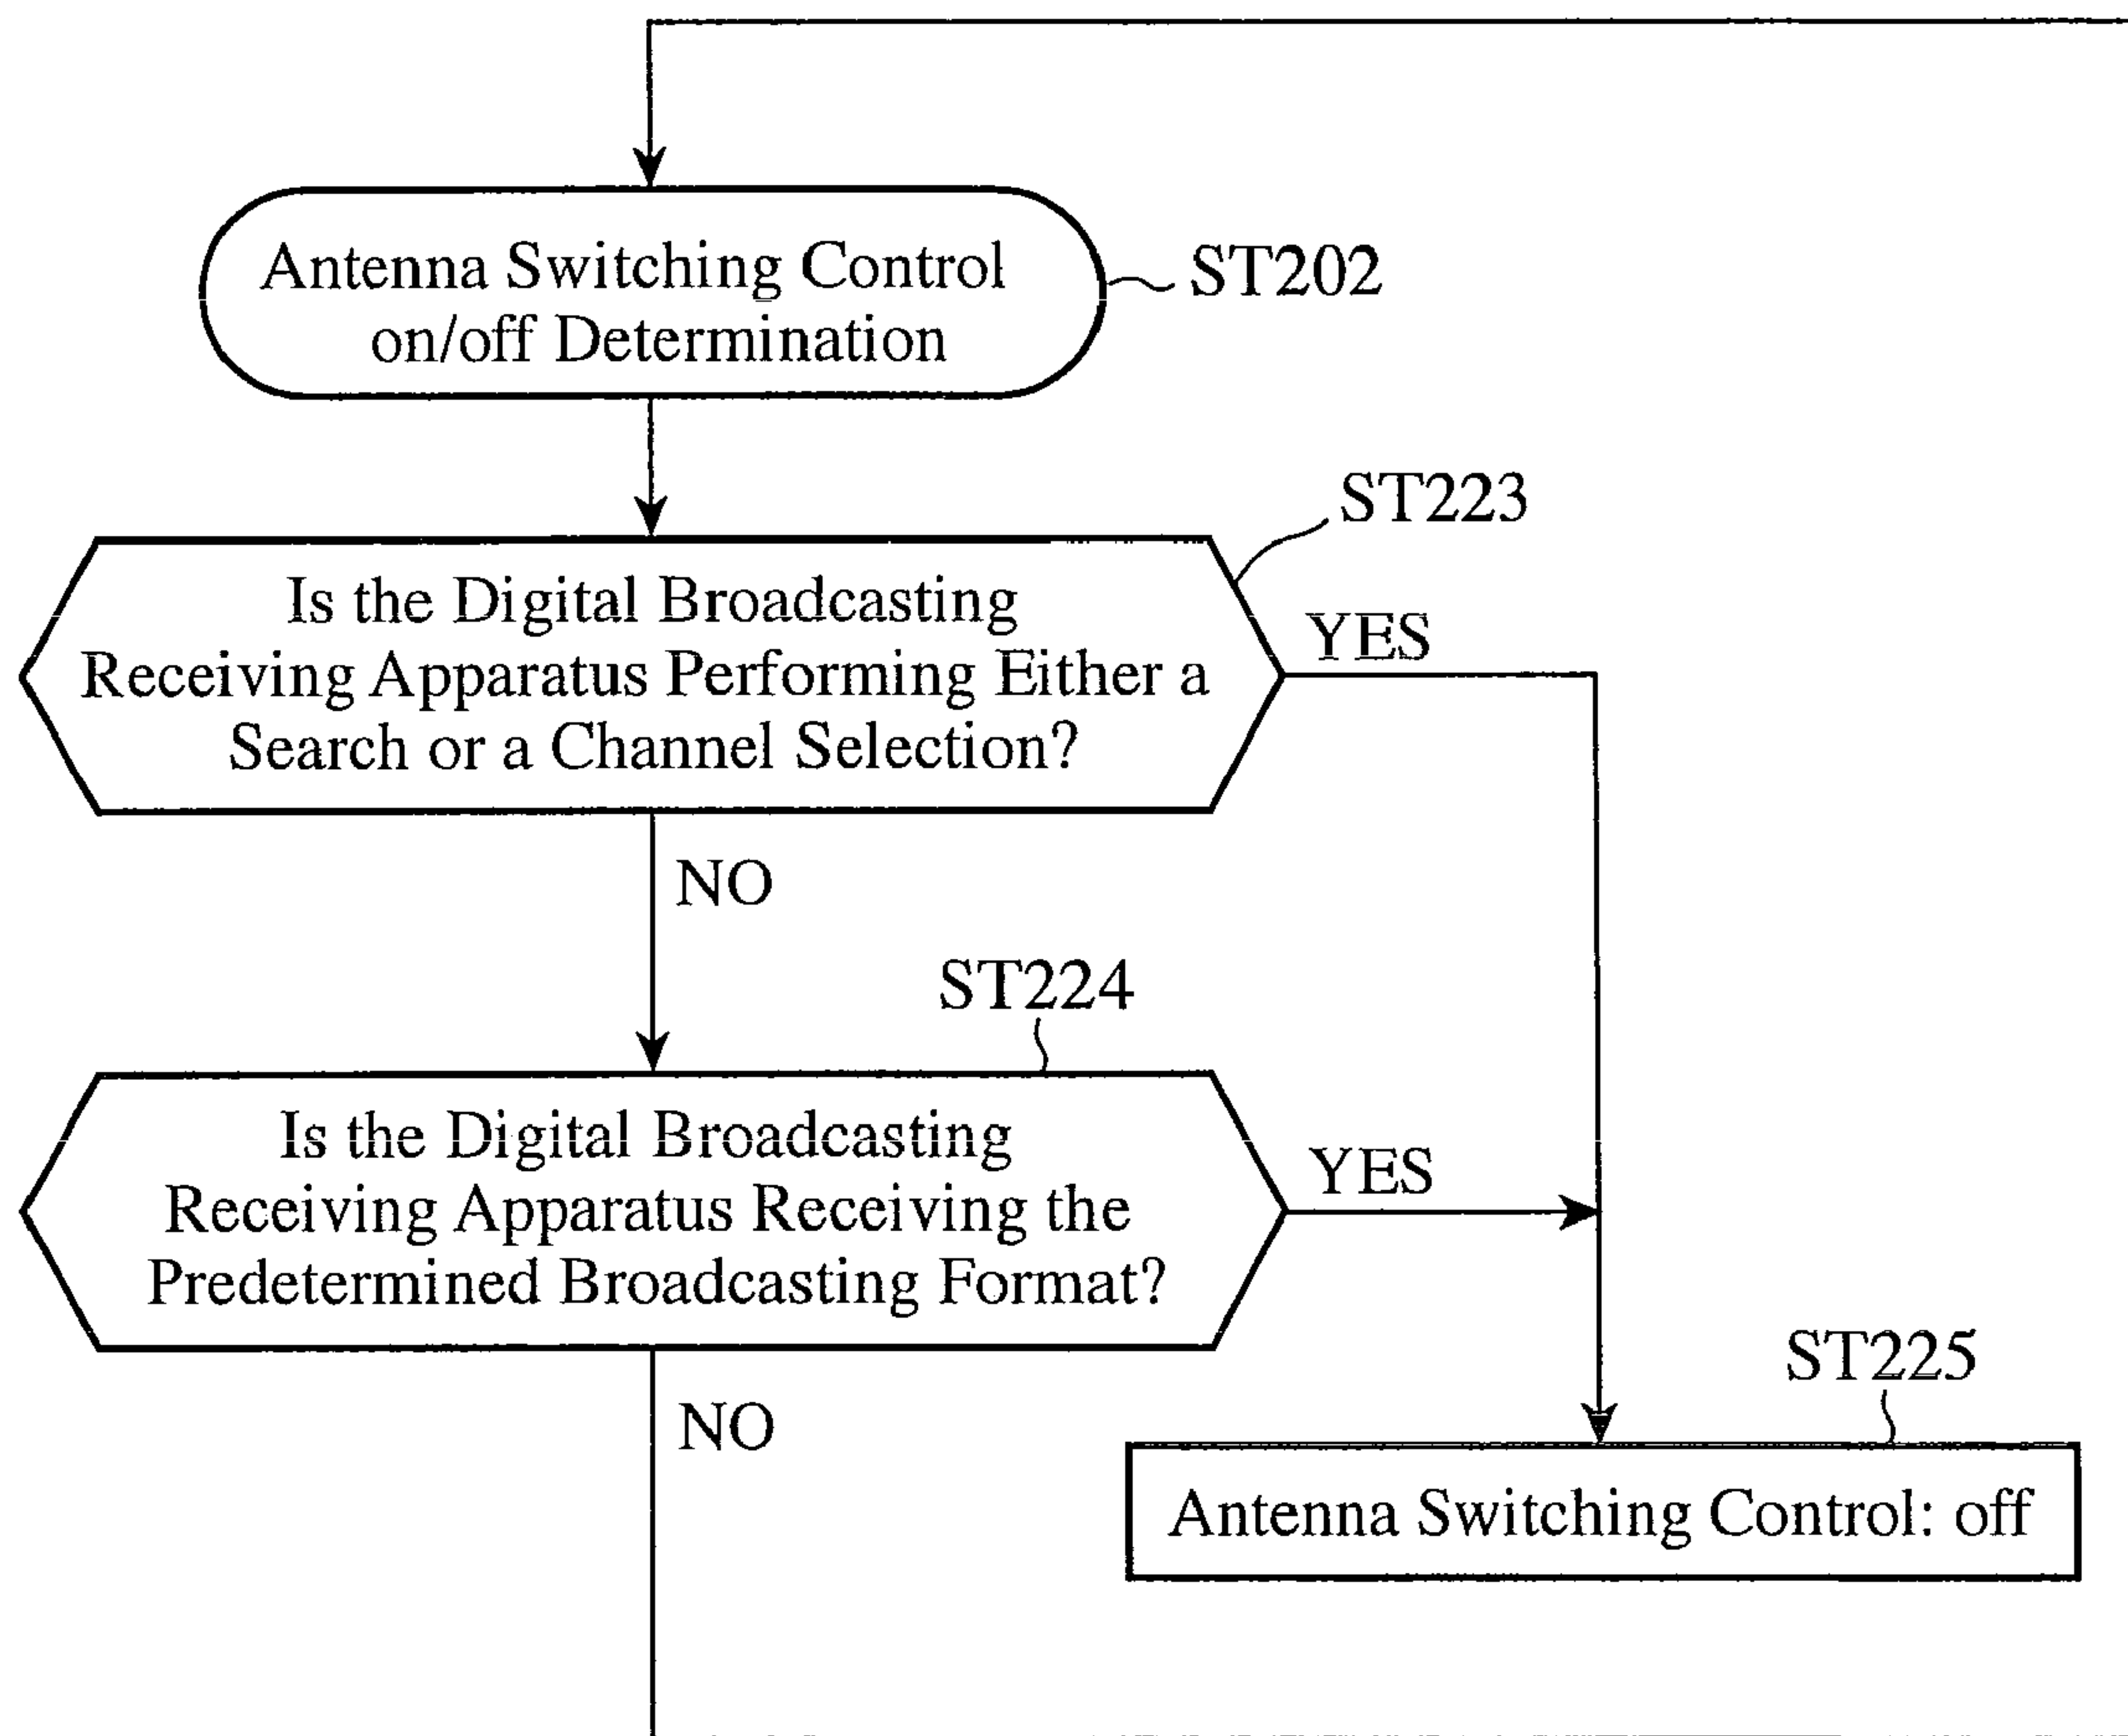 Antenna Switching Control
on/off Determination
ST202
ST223
Is the Digital Broadcasting
Receiving Apparatus Performing Either a
Search or a Channel Selection?
YES
NO
ST224
Is the Digital Broadcasting
Receiving Apparatus Receiving the
Predetermined Broadcasting Format?
YES
NO
ST225
Antenna Switching Control: off